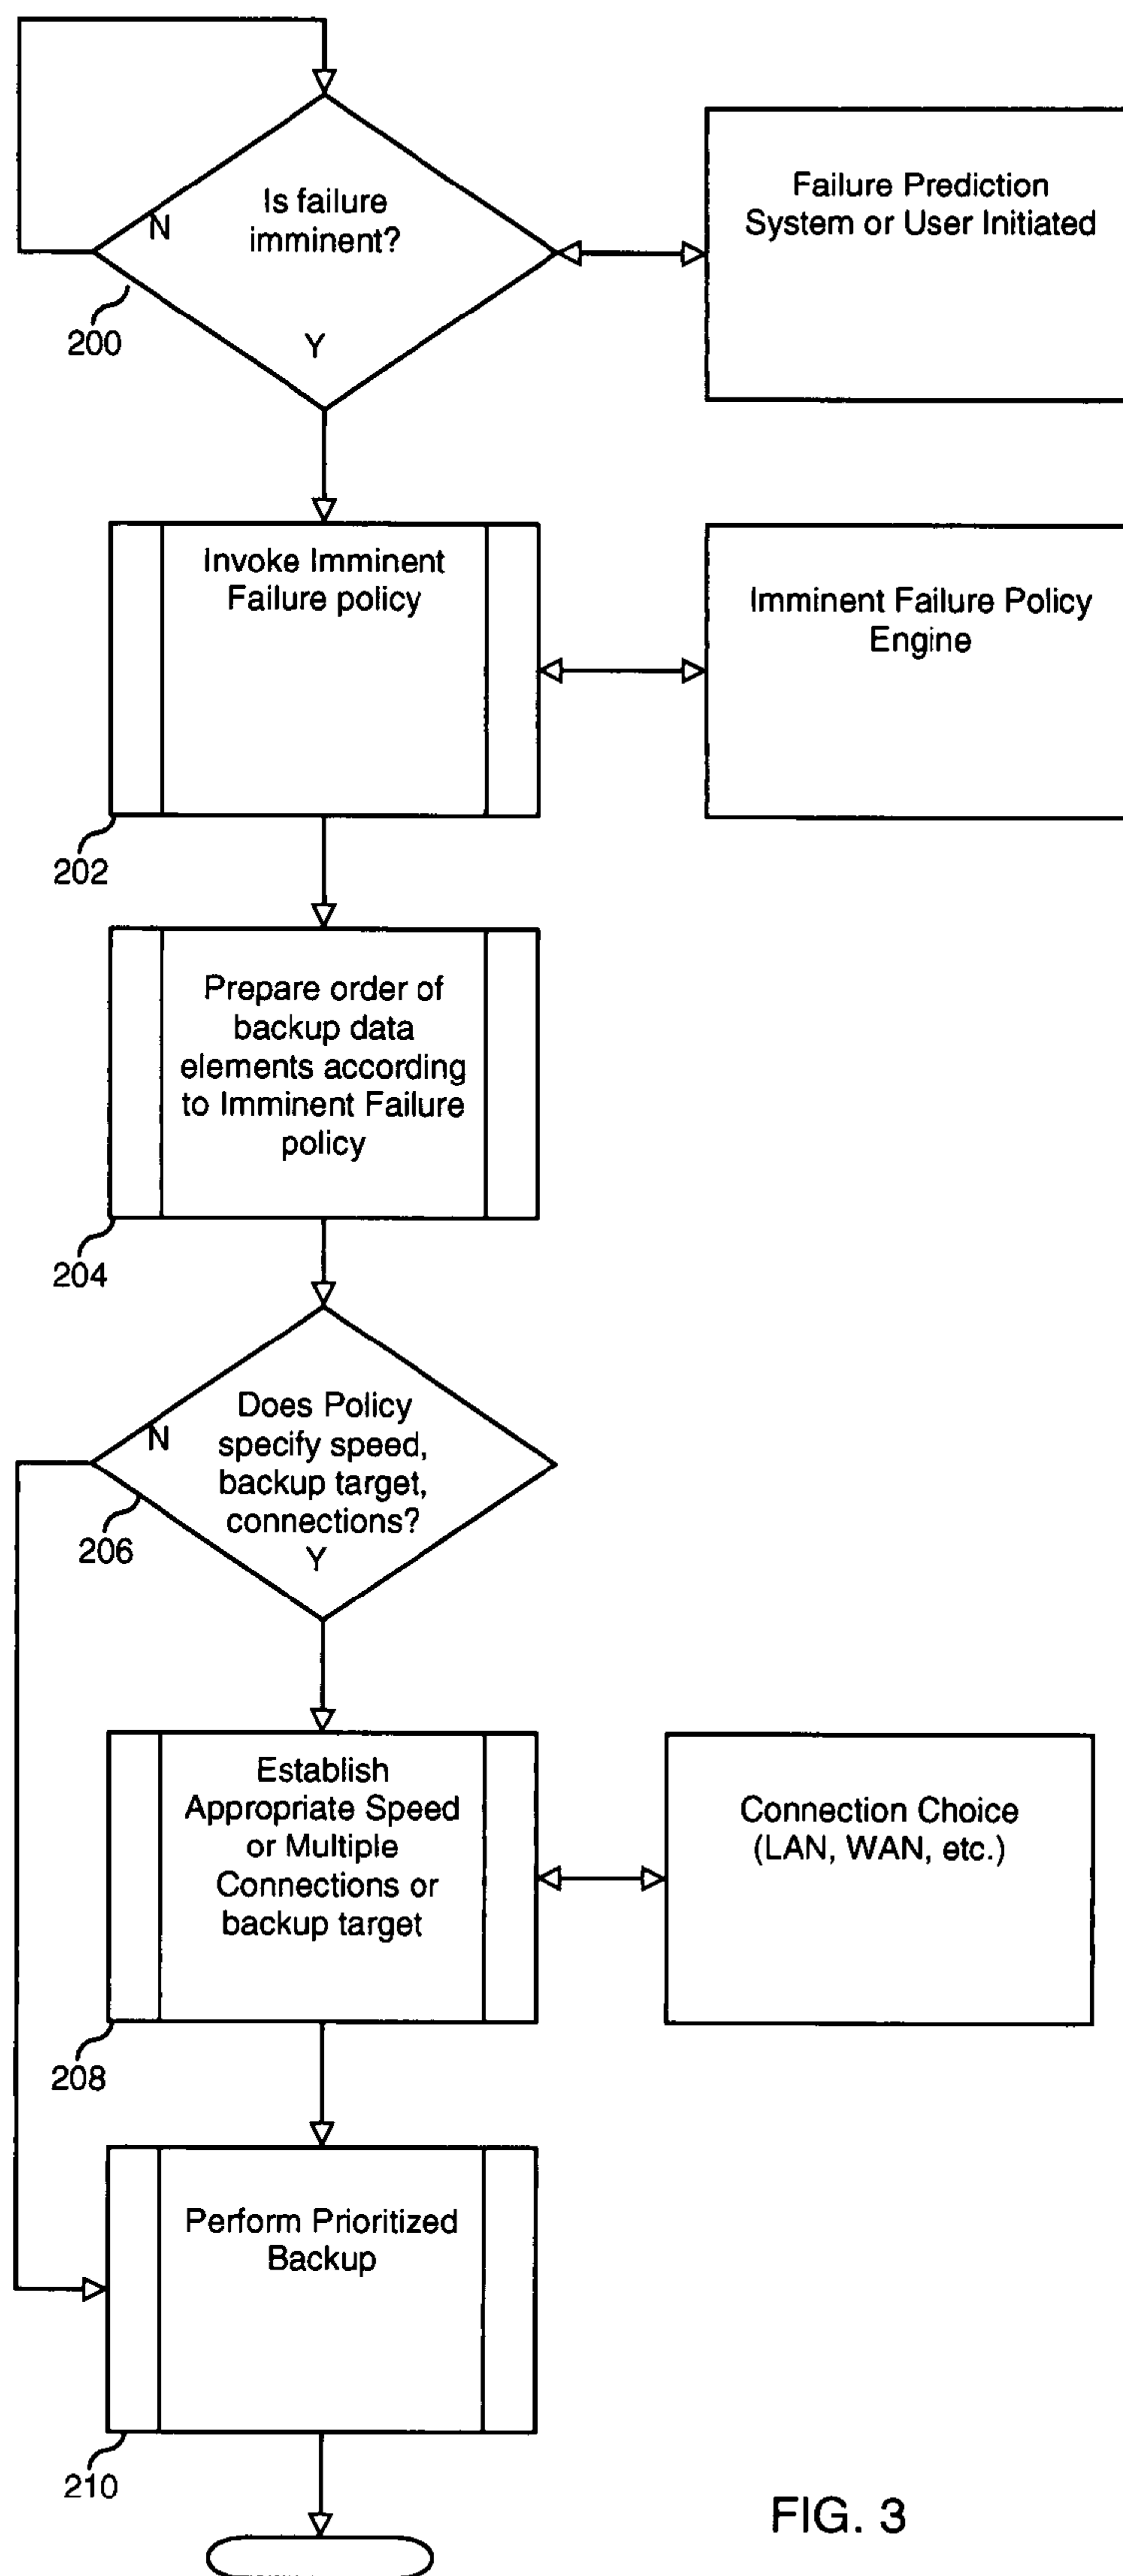 Is failure
imminent?
N
Y
200
Failure Prediction
System or User Initiated
Invoke Imminent
Failure policy
202
Imminent Failure Policy
Engine
Prepare order of
backup data
elements according
to Imminent Failure
policy
204
Does Policy
specify speed,
backup target,
connections?
N
Y
206
Establish
Appropriate Speed
or Multiple
Connections or
backup target
208
Connection Choice
(LAN, WAN, etc.)
Perform Prioritized
Backup
210
FIG. 3